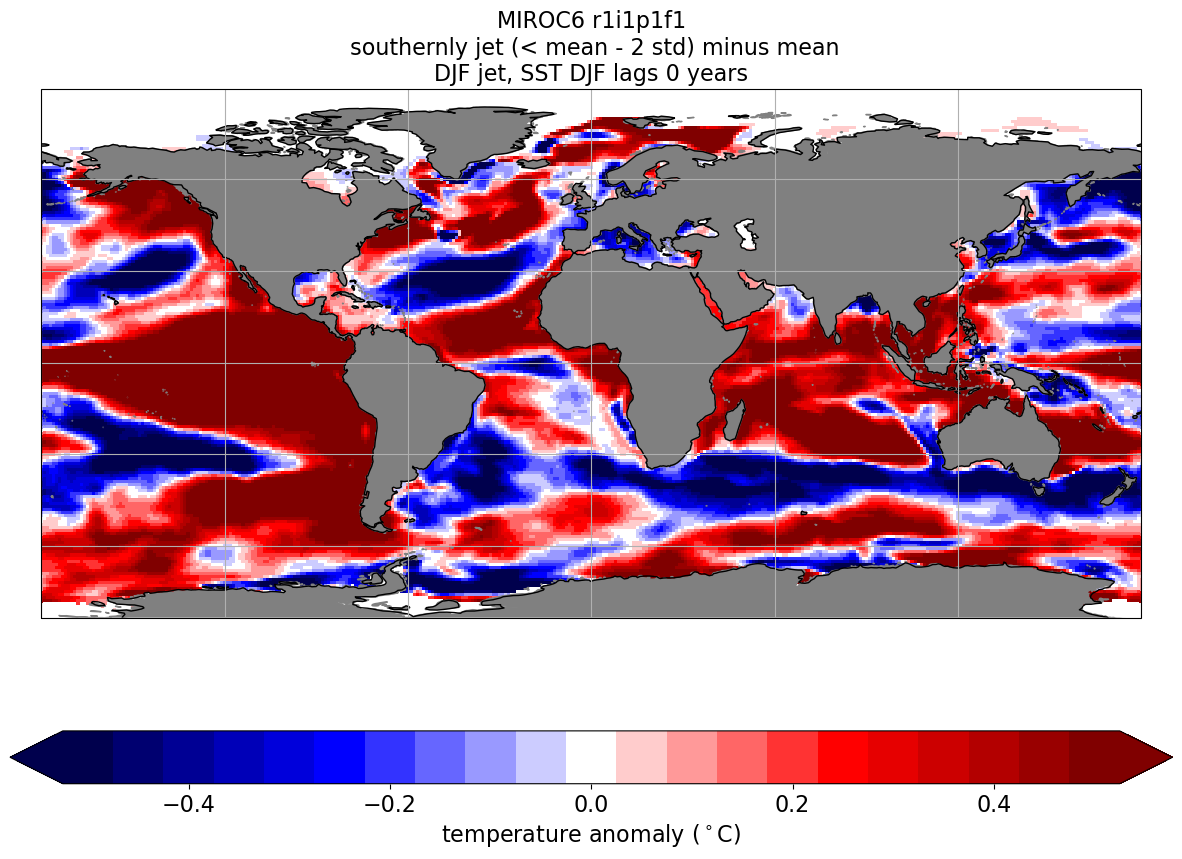 MIROC6 r1i1p1f1
southernly jet (< mean - 2 std) minus mean
DJF jet, SST DJF lags 0 years
−0.4 −0.2 0.0 0.2 0.4
temperature anomaly (°C)